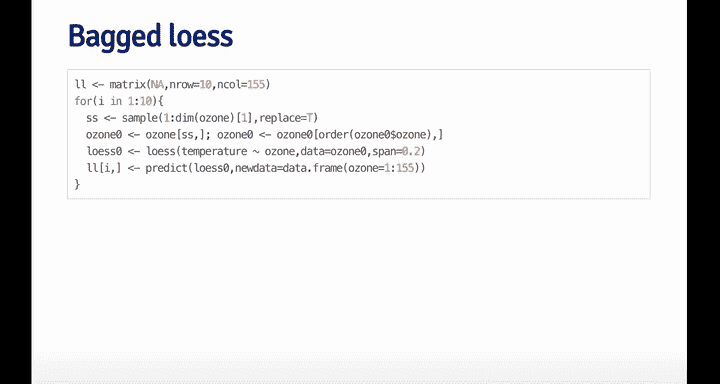 Bagged loess
ll <- matrix(NA,nrow=10,ncol=155)
for(i in 1:10){
  ss <- sample(1:dim(ozone)[1],replace=T)
  ozone0 <- ozone[ss,]; ozone0 <- ozone0[order(ozone0$ozone),]
  loess0 <- loess(temperature ~ ozone,data=ozone0,span=0.2)
  ll[i,] <- predict(loess0,newdata=data.frame(ozone=1:155))
}